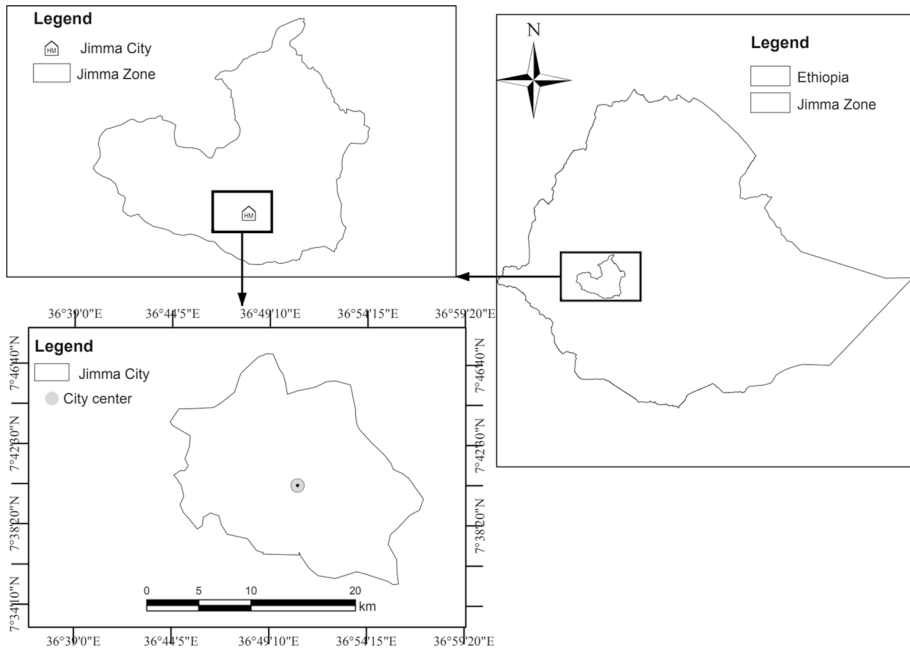 Legend
HM
Jimma City
Jimma Zone
HM
N
Legend
Ethiopia
Jimma Zone
36°39'0"E 36°44'5"E 36°49'10"E 36°54'15"E 36°59'20"E
Legend
Jimma City
City center
7°46'40"N
7°42'30"N
7°38'20"N
7°34'10"N
7°46'40"N
7°42'30"N
7°38'20"N
0 5 10 20
km
36°39'0"E 36°44'5"E 36°49'10"E 36°54'15"E 36°59'20"E